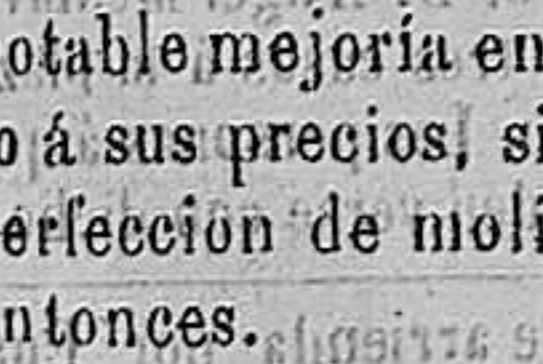 otable mejoría en
o á sus precios, si
erfeccion de moli
ntonces.